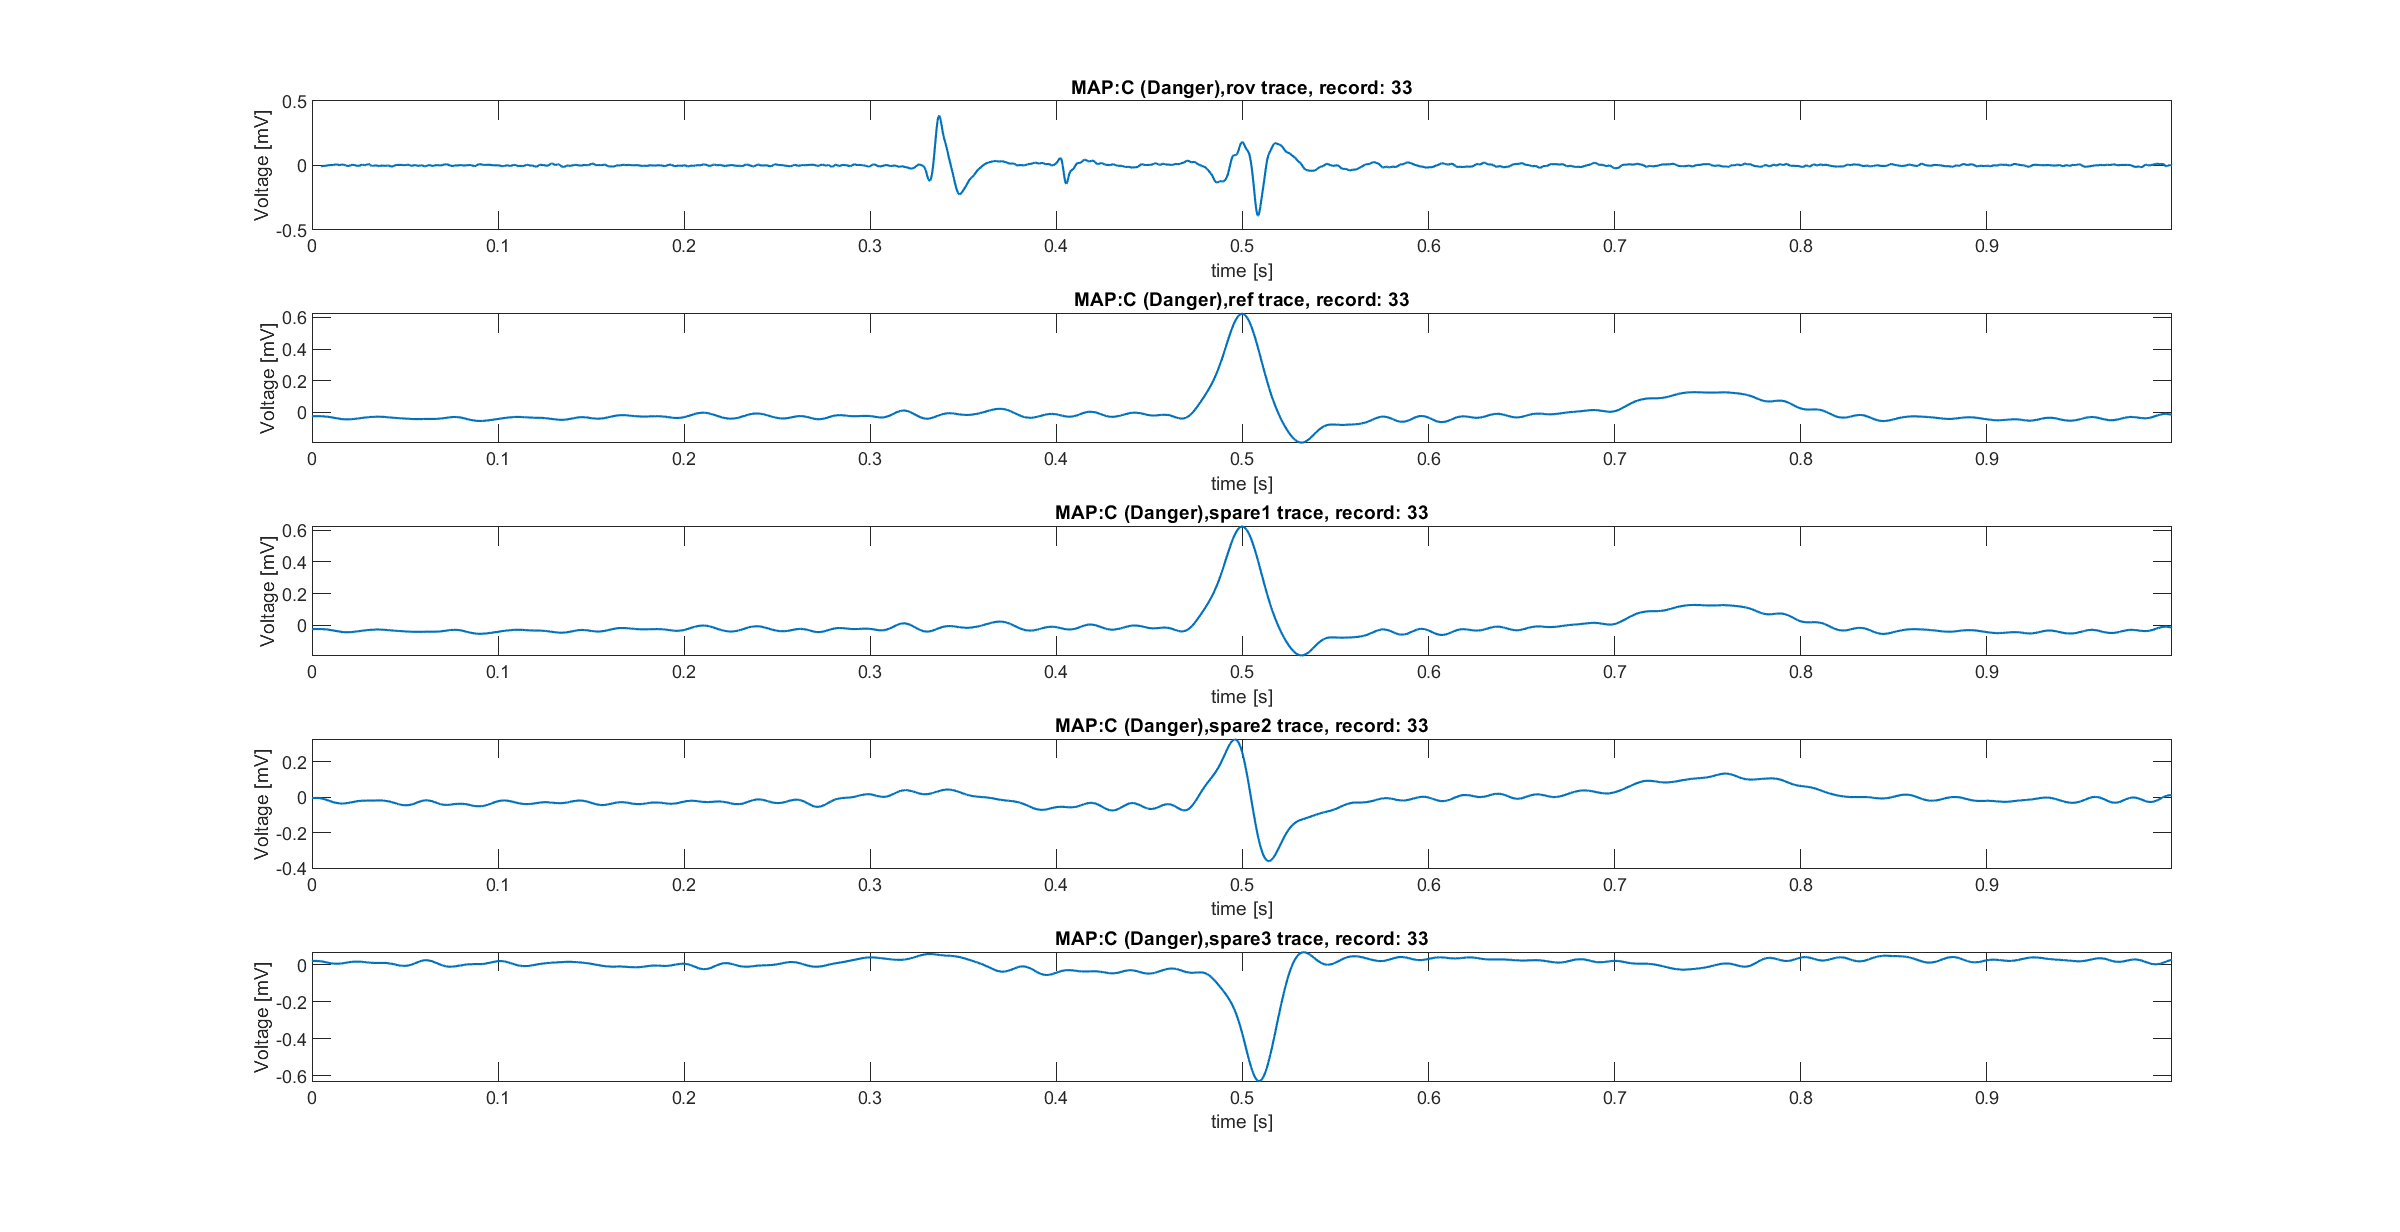 MAP:C (Danger),rov trace, record: 33
Voltage [mV]
0.5
0
-0.5
0 0.1 0.2 0.3 0.4 0.5 0.6 0.7 0.8 0.9
time [s]
MAP:C (Danger),ref trace, record: 33
Voltage [mV]
0.6
0.4
0.2
0
0 0.1 0.2 0.3 0.4 0.5 0.6 0.7 0.8 0.9
time [s]
MAP:C (Danger),spare1 trace, record: 33
Voltage [mV]
0.6
0.4
0.2
0
0 0.1 0.2 0.3 0.4 0.5 0.6 0.7 0.8 0.9
time [s]
MAP:C (Danger),spare2 trace, record: 33
Voltage [mV]
0.2
0
-0.2
-0.4
0 0.1 0.2 0.3 0.4 0.5 0.6 0.7 0.8 0.9
time [s]
MAP:C (Danger),spare3 trace, record: 33
Voltage [mV]
0
-0.2
-0.4
-0.6
0 0.1 0.2 0.3 0.4 0.5 0.6 0.7 0.8 0.9
time [s]